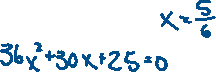 x = 5/6
36x² + 30x + 25 = 0